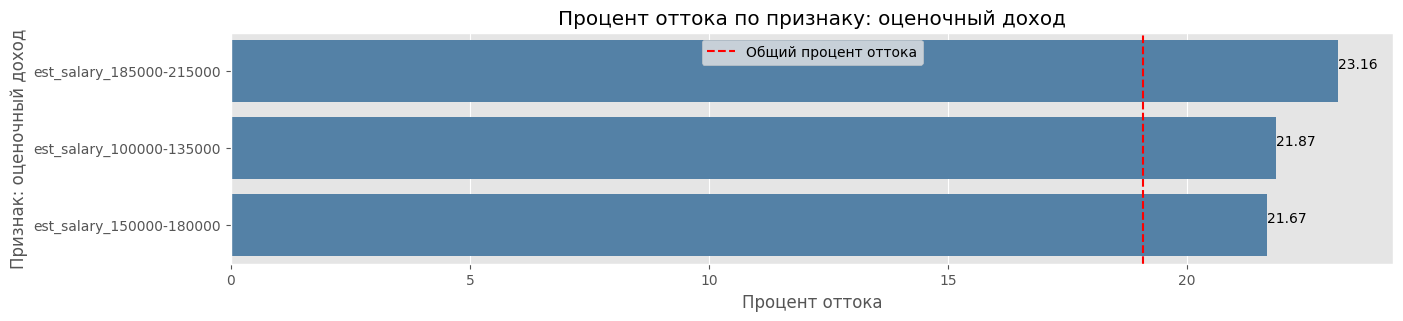 Процент оттока по признаку: оценочный доход
Общий процент оттока
Признак: оценочный доход
est_salary_185000-215000
23.16
est_salary_100000-135000
21.87
est_salary_150000-180000
21.67
0
5
10
15
20
Процент оттока